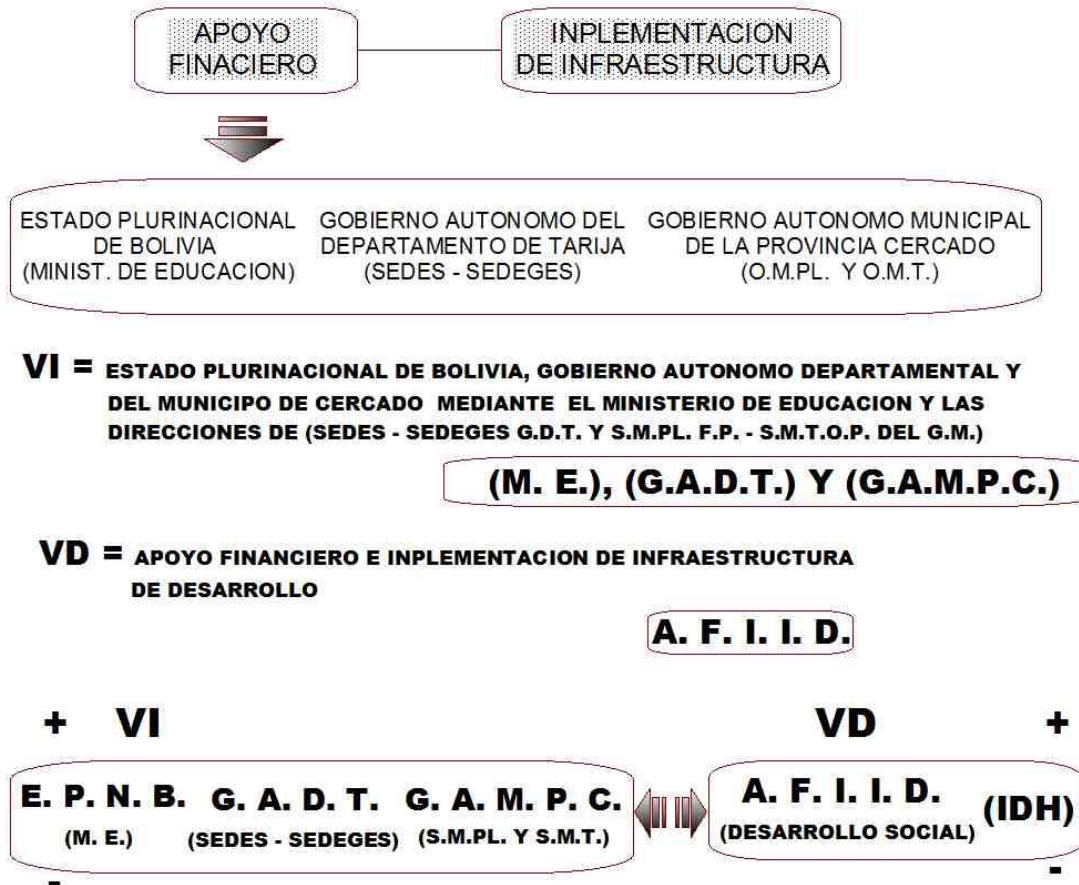 APOYO
FINACIERO
INPLEMENTACION
DE INFRAESTRUCTURA
ESTADO PLURINACIONAL
DE BOLIVIA
(MINIST. DE EDUCACION)
GOBIERNO AUTONOMO DEL
DEPARTAMENTO DE TARIJA
(SEDES - SEDEGES)
GOBIERNO AUTONOMO MUNICIPAL
DE LA PROVINCIA CERCADO
(O.M.PL. Y O.M.T.)
VI = ESTADO PLURINACIONAL DE BOLIVIA, GOBIERNO AUTONOMO DEPARTAMENTAL Y
DEL MUNICIPO DE CERCADO MEDIANTE EL MINISTERIO DE EDUCACION Y LAS
DIRECCIONES DE (SEDES - SEDEGES G.D.T. Y S.M.PL. F.P. - S.M.T.O.P. DEL G.M.)
(M. E.), (G.A.D.T.) Y (G.A.M.P.C.)
VD = APOYO FINANCIERO E INPLEMENTACION DE INFRAESTRUCTURA
DE DESARROLLO
A. F. I. I. D.
+ VI
VD +
E. P. N. B. G. A. D. T. G. A. M. P. C.
(M. E.) (SEDES - SEDEGES) (S.M.PL. Y S.M.T.)
A. F. I. I. D. (IDH)
(DESARROLLO SOCIAL)
- -